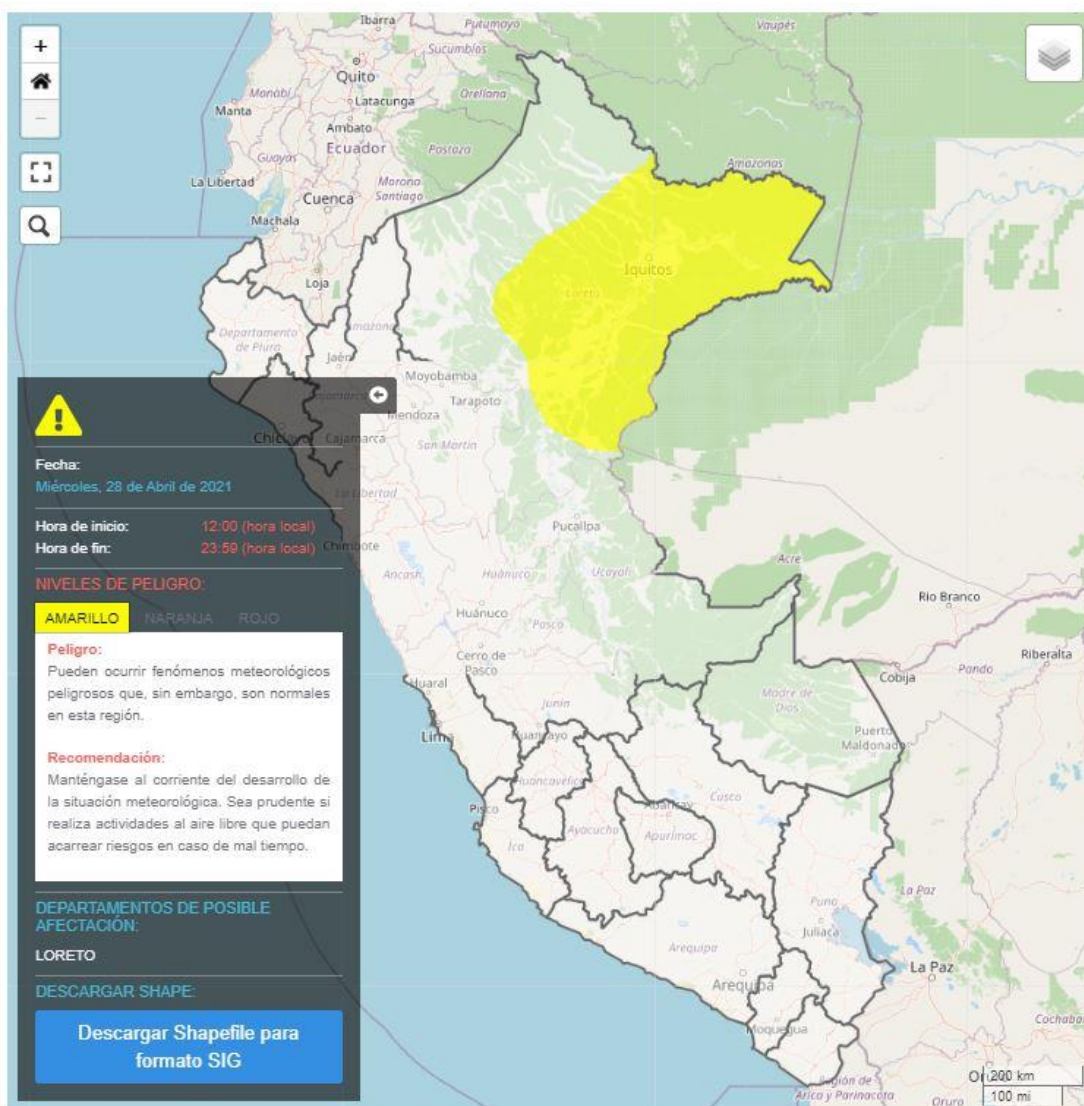 Ibarra
Putumayo
Vaupés
Sucumbíos
Quito
Orellana
Manabí
Latacunga
Manta
Ambato
Ecuador
Pastaza
Amazonas
Guayas
Morona
Santiago
La Libertad
Cuenca
Machala
Iquitos
Loja
Loreto
Departamento
de Piura
Amazonas
Jaén
Moyobamba
Tarapoto
Cajamarca
Mendoza
Chiclayo
Cajamarca
San Martín
La Libertad
Pucallpa
Chimbote
Acre
Ancash
Huánuco
Ucayali
Rio Branco
Huánuco
Pasco
Cerro de
Pasco
Riberalta
Pando
Cobija
Huaral
Madre de
Dios
Junín
Lima
Huancayo
Puerto
Maldonado
Huancavelica
Pisco
Abancay
Cusco
Ica
Ayacucho
Apurímac
La Paz
Puno
Juliaca
Arequipa
La Paz
Arequipa
Moquegua
Cochabam
200 km
100 mi
Región de
Arica y Parinacota
Oruro
+
−
Fecha:
Miércoles, 28 de Abril de 2021
Hora de inicio: 12:00 (hora local)
Hora de fin: 23:59 (hora local)
NIVELES DE PELIGRO:
AMARILLO NARANJA ROJO
Peligro:
Pueden ocurrir fenómenos meteorológicos
peligrosos que, sin embargo, son normales
en esta región.
Recomendación:
Manténgase al corriente del desarrollo de
la situación meteorológica. Sea prudente si
realiza actividades al aire libre que puedan
acarrear riesgos en caso de mal tiempo.
DEPARTAMENTOS DE POSIBLE
AFECTACIÓN:
LORETO
DESCARGAR SHAPE:
Descargar Shapefile para
formato SIG